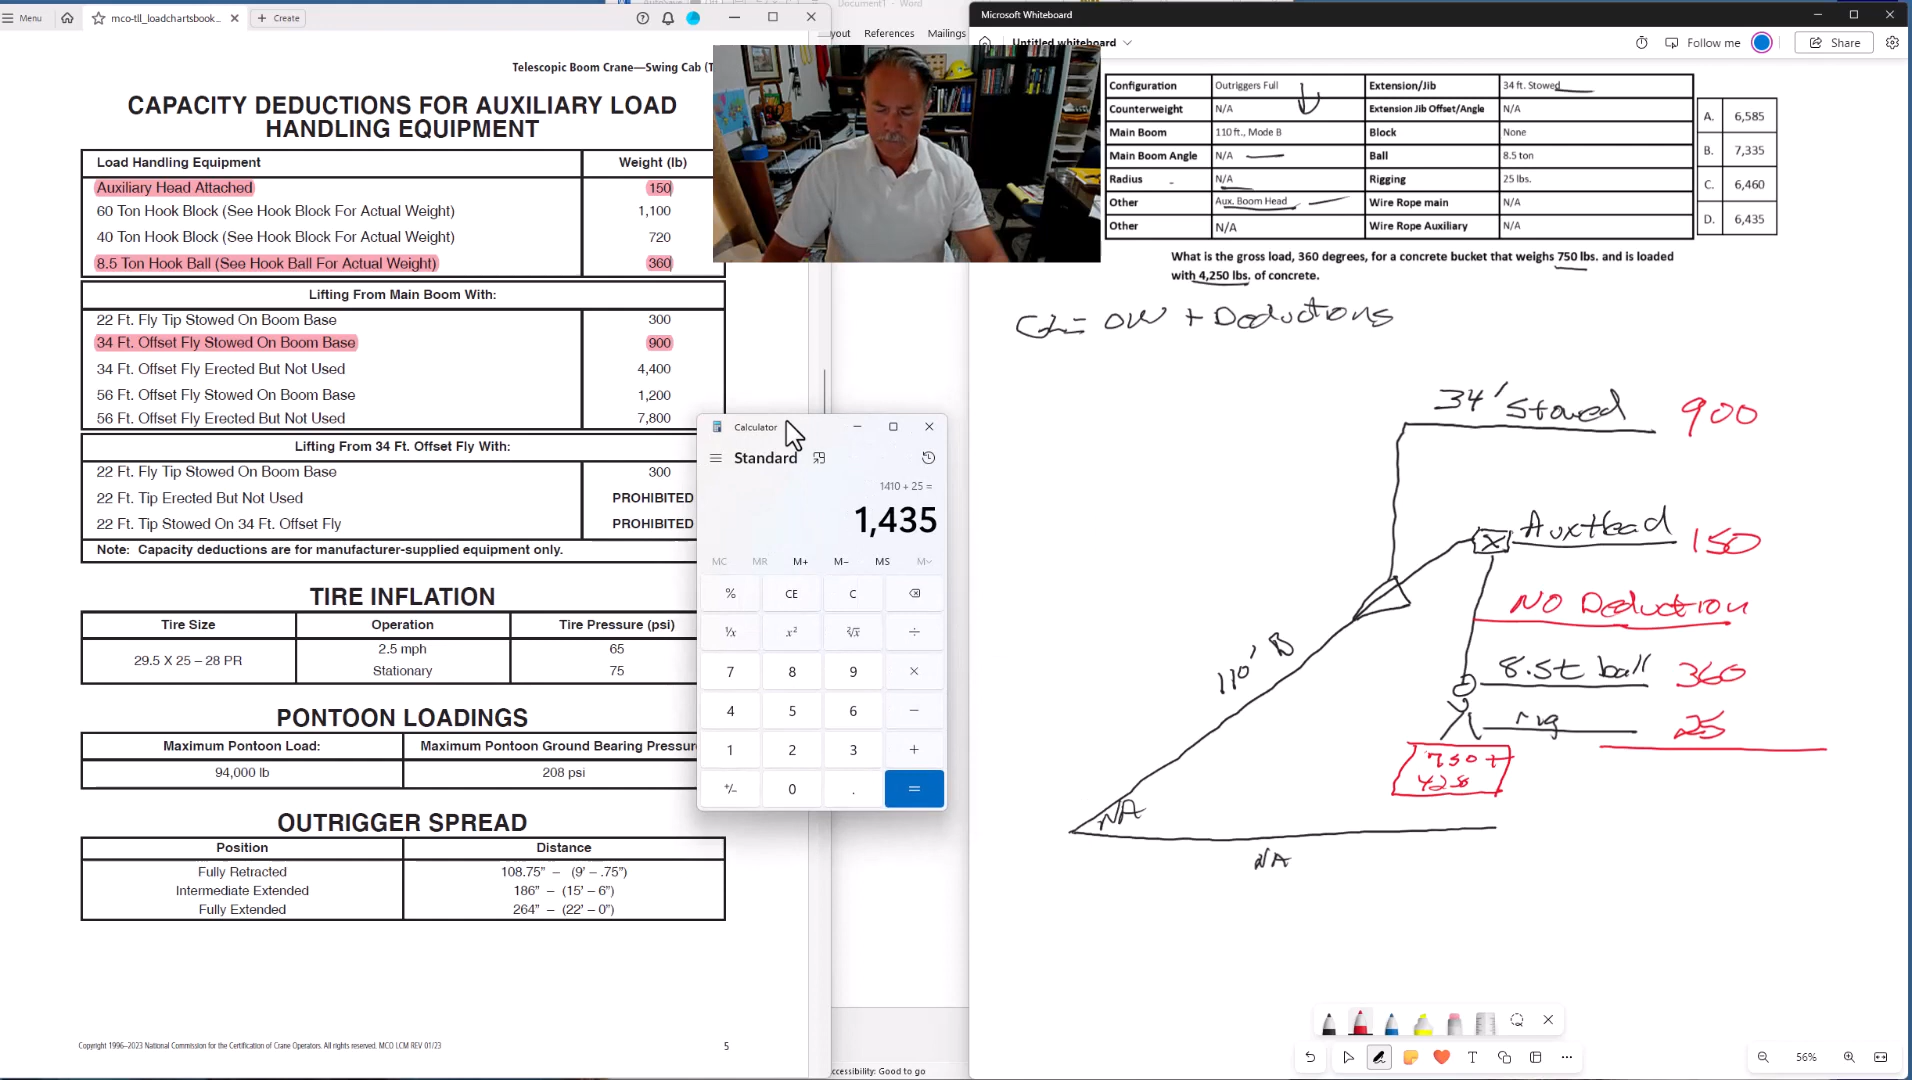 Menu
mco-tll_loadchartsbook...
Create
Document1 - Word
Telescopic Boom Crane—Swing Cab (T
CAPACITY DEDUCTIONS FOR AUXILIARY LOAD
HANDLING EQUIPMENT
Load Handling Equipment Weight (lb)
Auxiliary Head Attached 150
60 Ton Hook Block (See Hook Block For Actual Weight) 1,100
40 Ton Hook Block (See Hook Block For Actual Weight) 720
8.5 Ton Hook Ball (See Hook Ball For Actual Weight) 360
Lifting From Main Boom With:
22 Ft. Fly Tip Stowed On Boom Base 300
34 Ft. Offset Fly Stowed On Boom Base 900
34 Ft. Offset Fly Erected But Not Used 4,400
56 Ft. Offset Fly Stowed On Boom Base 1,200
56 Ft. Offset Fly Erected But Not Used 7,800
Lifting From 34 Ft. Offset Fly With:
22 Ft. Fly Tip Stowed On Boom Base 300
22 Ft. Tip Erected But Not Used PROHIBITED
22 Ft. Tip Stowed On 34 Ft. Offset Fly PROHIBITED
Note: Capacity deductions are for manufacturer-supplied equipment only.
TIRE INFLATION
Tire Size Operation Tire Pressure (psi)
29.5 X 25 – 28 PR
2.5 mph 65
Stationary 75
PONTOON LOADINGS
Maximum Pontoon Load: Maximum Pontoon Ground Bearing Pressur
94,000 lb 208 psi
OUTRIGGER SPREAD
Position Distance
Fully Retracted 108.75” – (9’ – .75”)
Intermediate Extended 186” – (15’ – 6”)
Fully Extended 264” – (22’ – 0”)
Copyright 1996–2023 National Commission for the Certification of Crane Operators. All rights reserved. MCO LCM REV 01/23 5
yout References Mailings
Calculator
Standard
1410 + 25 =
1,435
MC MR M+ M− MS M
% CE C
¹/x x² ²√x ÷
7 8 9 ×
4 5 6 −
1 2 3 +
+/− 0 . =
ccessibility: Good to go
Microsoft Whiteboard
Untitled whiteboard
Follow me
Share
Configuration Outriggers Full Extension/Jib 34 ft. Stowed
Counterweight N/A Extension Jib Offset/Angle N/A
Main Boom 110 ft., Mode B Block None
Main Boom Angle N/A Ball 8.5 ton
Radius N/A Rigging 25 lbs.
Other Aux. Boom Head Wire Rope main N/A
Other N/A Wire Rope Auxiliary N/A
A. 6,585
B. 7,335
C. 6,460
D. 6,435
What is the gross load, 360 degrees, for a concrete bucket that weighs 750 lbs. and is loaded
with 4,250 lbs. of concrete.
+ Deductions
34' Stowed 900
Aux Head 150
X
NO Deduction
110' B
8.5t ball 360
rig 25
750 +
NA
NA
56%